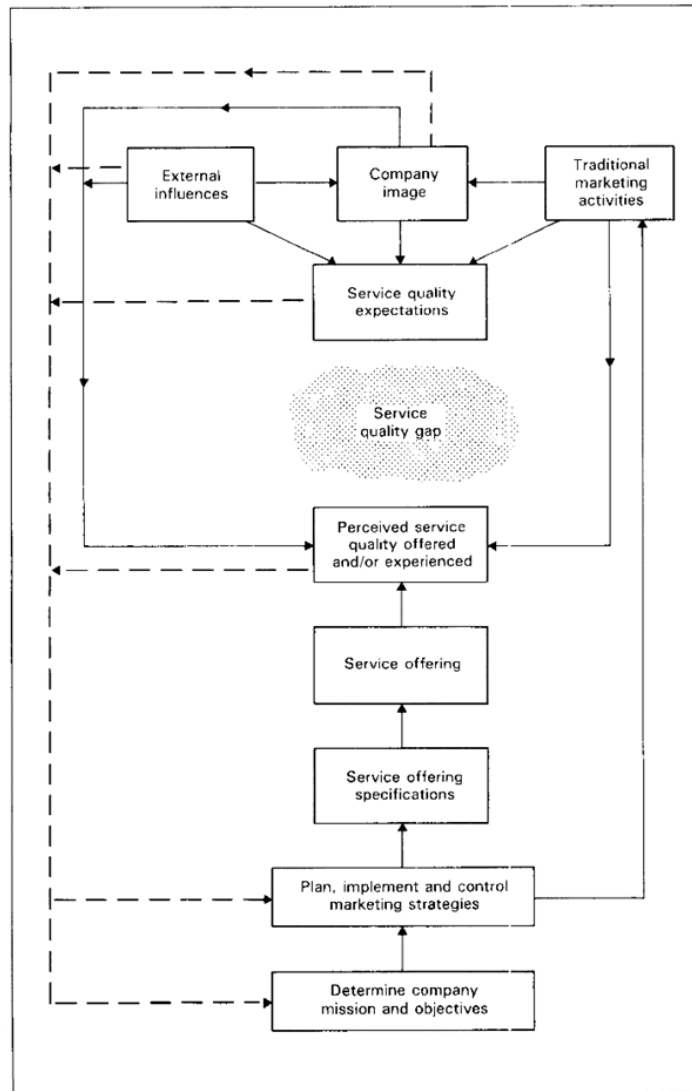 External
influences
Company
image
Traditional
marketing
activities
Service quality
expectations
Service
quality gap
Perceived service
quality offered
and/or experienced
Service offering
Service offering
specifications
Plan, implement and control
marketing strategies
Determine company
mission and objectives